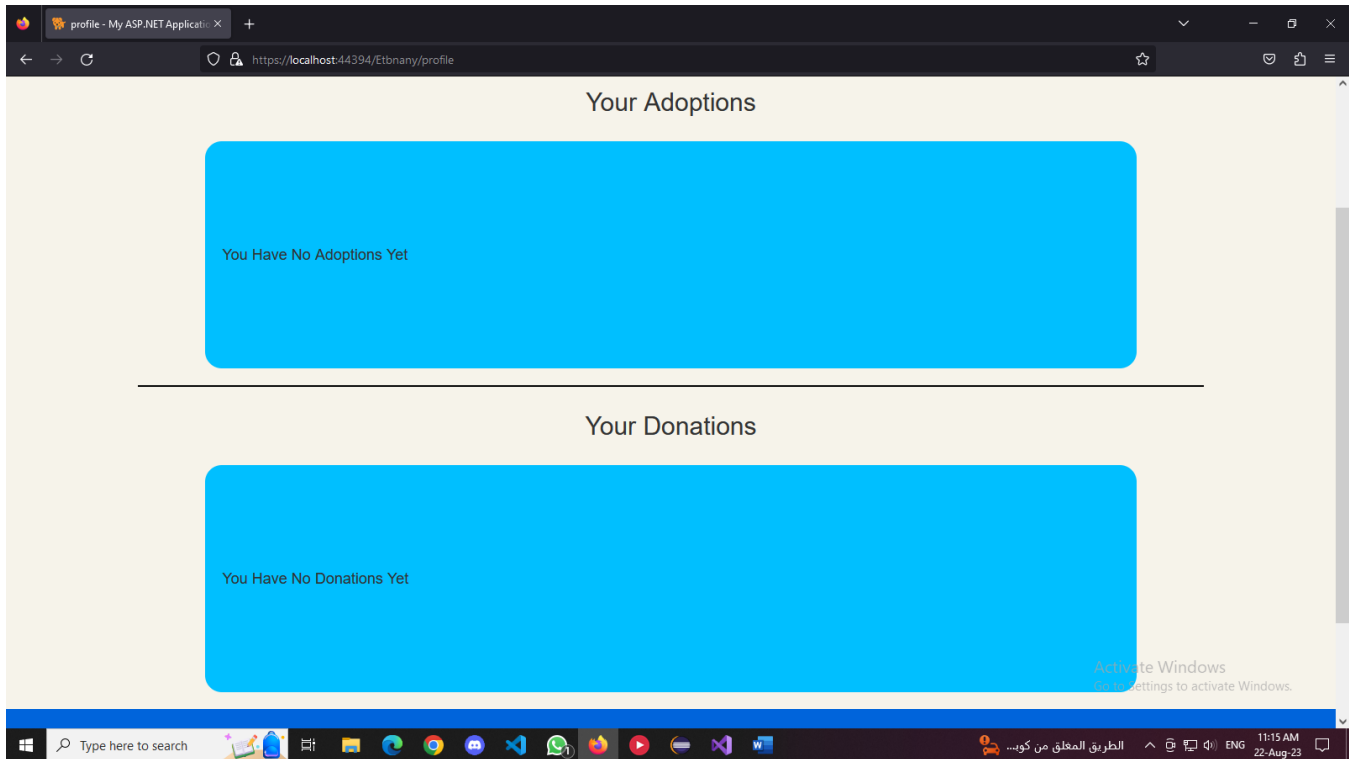 profile - My ASP.NET Applicatio
https://localhost:44394/Etbnany/profile
Your Adoptions
You Have No Adoptions Yet
Your Donations
You Have No Donations Yet
Activate Windows
Go to Settings to activate Windows.
Type here to search
الطريق المغلق من كوبـ...
ENG
11:15 AM
22-Aug-23